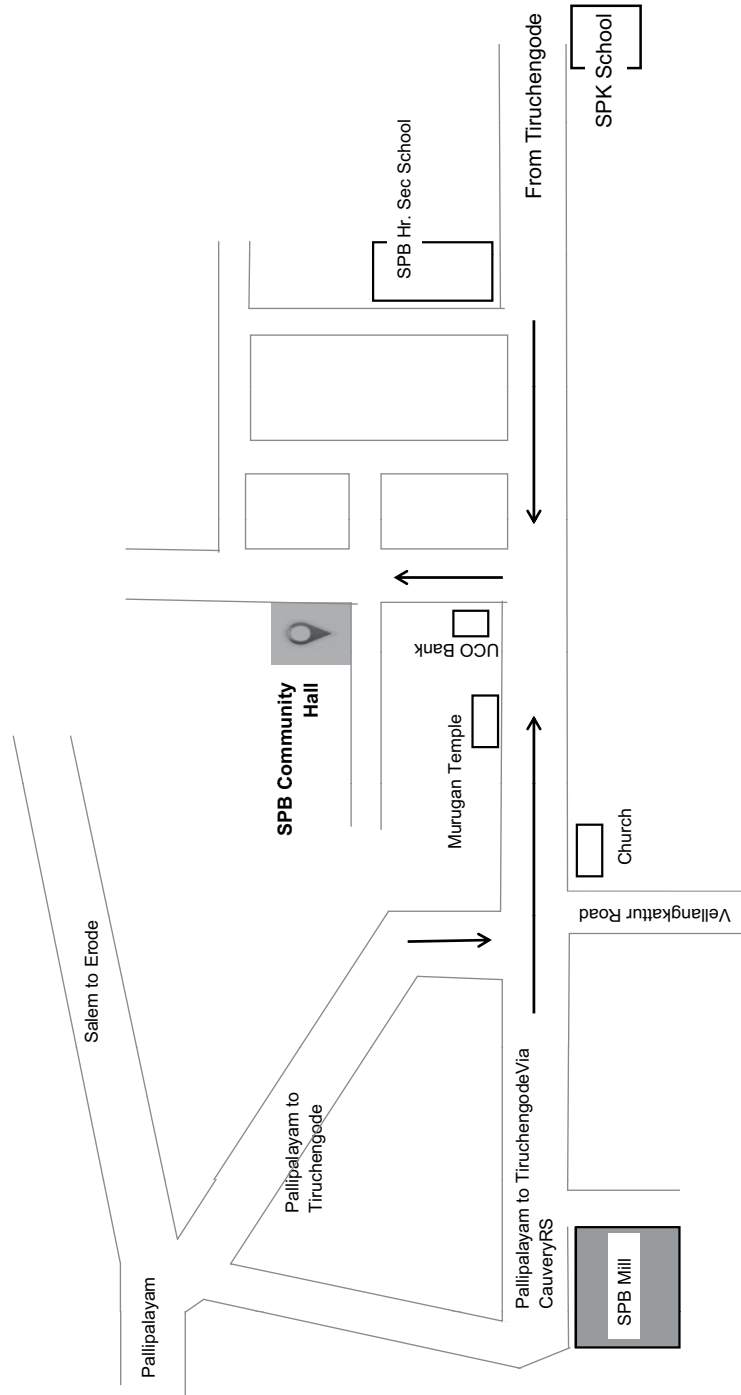 Salem to Erode
Pallipalayam
Pallipalayam to
Tiruchengode
SPB Community
Hall
SPB Hr. Sec School
UCO Bank
Murugan Temple
From Tiruchengode
SPK School
Pallipalayam to TiruchengodeVia
CauveryRS
Church
Vellangkattur Road
SPB Mill